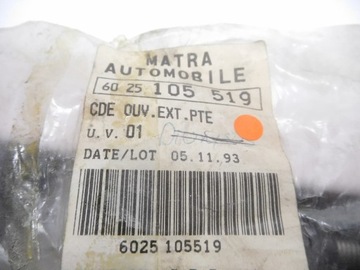 MATRA
AUTOMOBILE
60 25 105 519
CDE OUV.EXT.PTE
U.V. 01
DATE/LOT 05.11.93
6025 105519